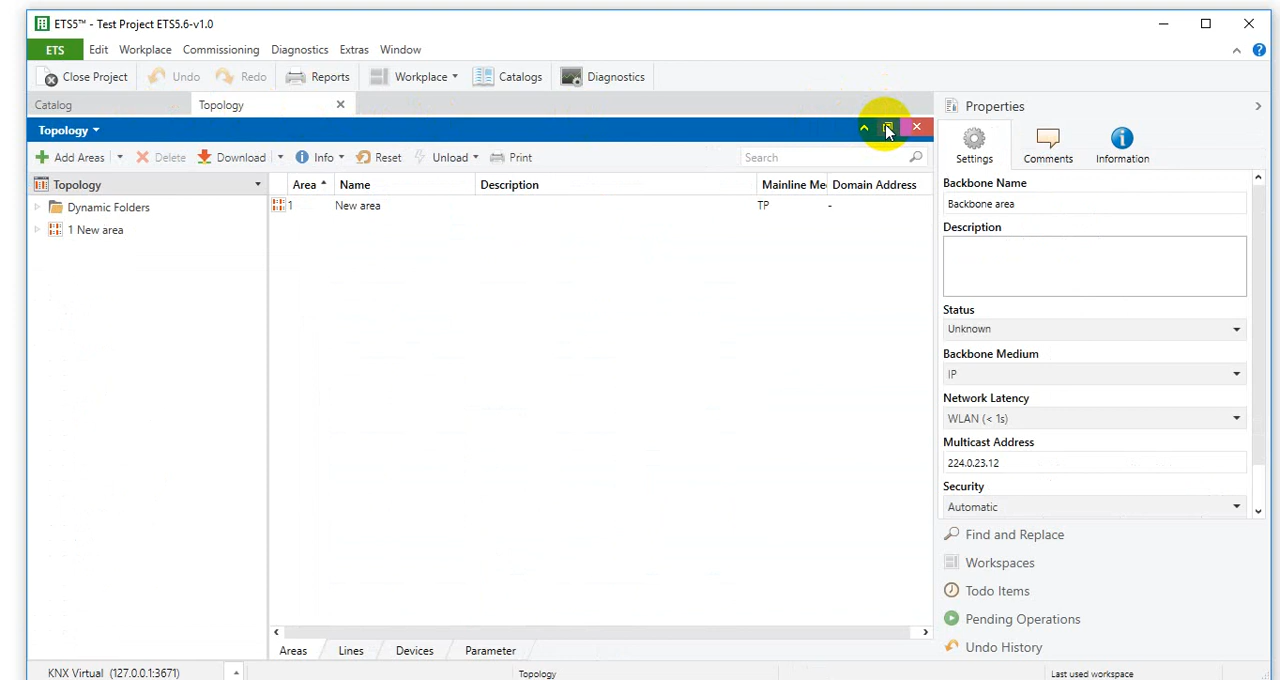 ETS5™ - Test Project ETS5.6-v1.0
ETS Edit Workplace Commissioning Diagnostics Extras Window
Close Project Undo Redo Reports Workplace Catalogs Diagnostics
Catalog Topology
Topology
Add Areas Delete Download Info Reset Unload Print Search
Topology
Dynamic Folders
1 New area
Area Name Description Mainline Me Domain Address
1 New area TP -
Areas Lines Devices Parameter
Properties
Settings Comments Information
Backbone Name
Backbone area
Description
Status
Unknown
Backbone Medium
IP
Network Latency
WLAN (< 1s)
Multicast Address
224.0.23.12
Security
Automatic
Find and Replace
Workspaces
Todo Items
Pending Operations
Undo History
KNX Virtual (127.0.0.1:3671) Topology Last used workspace